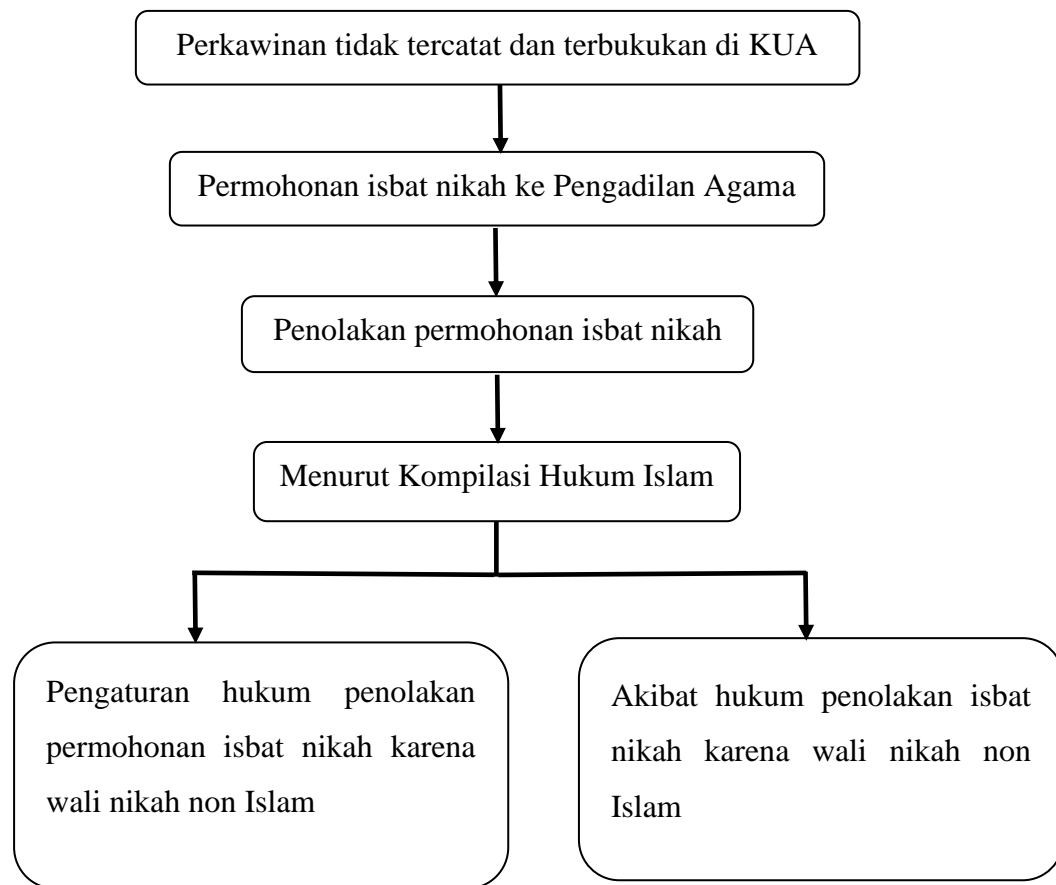 Perkawinan tidak tercatat dan terbukukan di KUA
Permohonan isbat nikah ke Pengadilan Agama
Penolakan permohonan isbat nikah
Menurut Kompilasi Hukum Islam
Pengaturan hukum penolakan
permohonan isbat nikah karena
wali nikah non Islam
Akibat hukum penolakan isbat
nikah karena wali nikah non
Islam